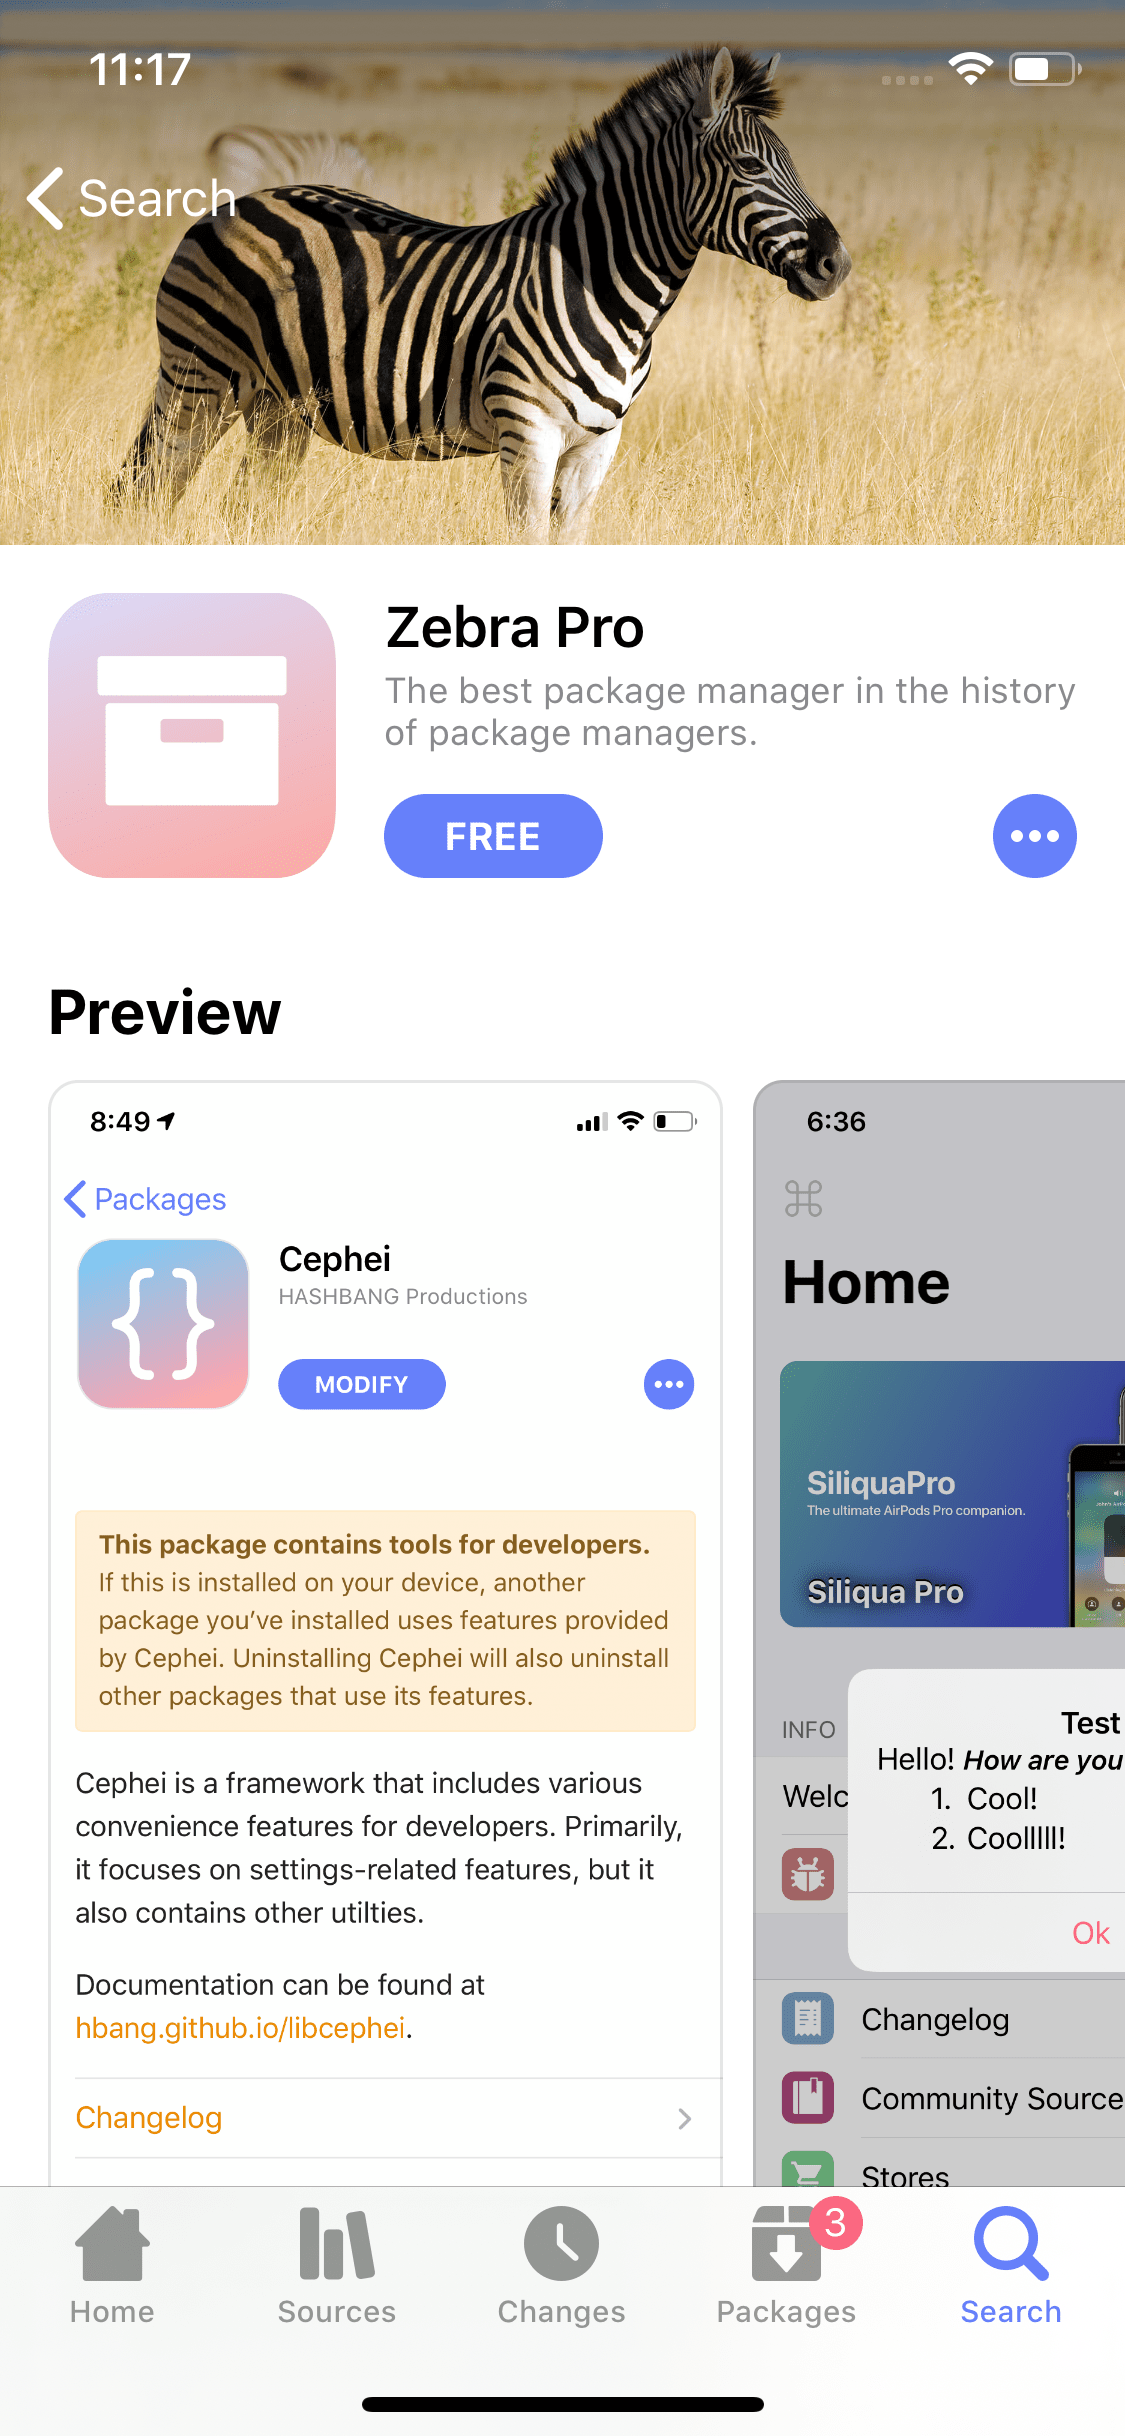 11:17
Search
Zebra Pro
The best package manager in the history
of package managers.
FREE
Preview
8:49
Packages
Cephei
HASHBANG Productions
MODIFY
This package contains tools for developers.
If this is installed on your device, another
package you’ve installed uses features provided
by Cephei. Uninstalling Cephei will also uninstall
other packages that use its features.
Cephei is a framework that includes various
convenience features for developers. Primarily,
it focuses on settings-related features, but it
also contains other utilties.
Documentation can be found at
hbang.github.io/libcephei.
Changelog
6:36
Home
SiliquaPro
The ultimate AirPods Pro companion.
Siliqua Pro
INFO
Welc
Test
Hello! How are you
1. Cool!
2. Coolllll!
Ok
Changelog
Community Source
Stores
Home
Sources
Changes
3
Packages
Search